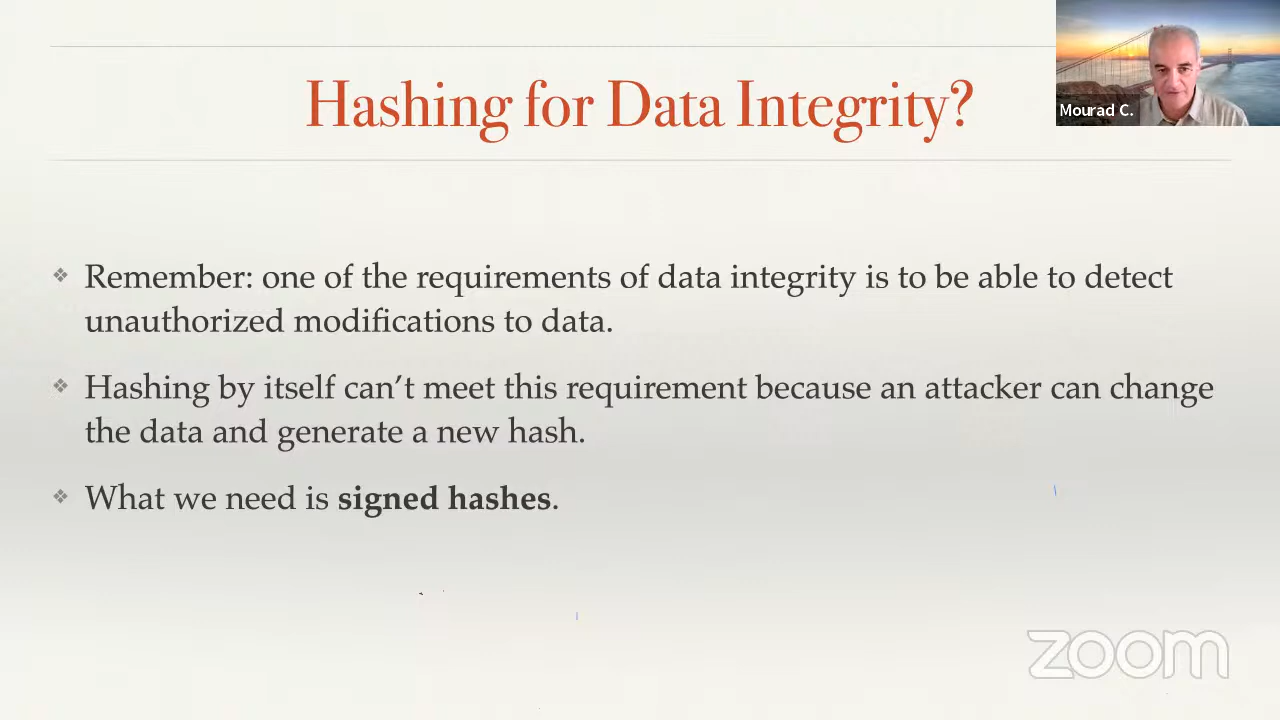 Hashing for Data Integrity?
Mourad C.
❖ Remember: one of the requirements of data integrity is to be able to detect
unauthorized modifications to data.
❖ Hashing by itself can’t meet this requirement because an attacker can change
the data and generate a new hash.
❖ What we need is signed hashes.
zoom